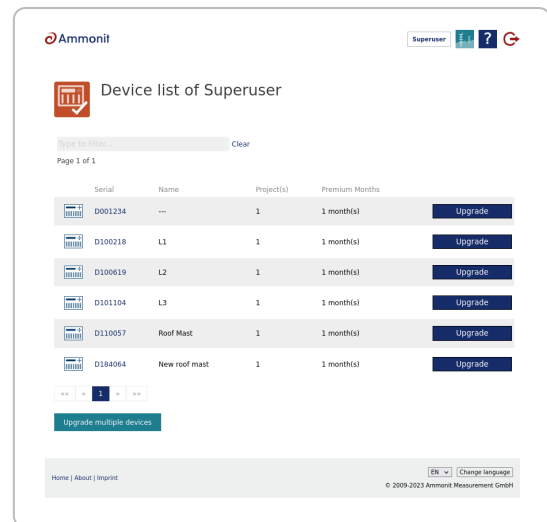 Ammonit
Superuser ?
Device list of Superuser
Type to filter... Clear
Page 1 of 1
Serial Name Project(s) Premium Months
D001234 --- 1 1 month(s) Upgrade
D100218 L1 1 1 month(s) Upgrade
D100619 L2 1 1 month(s) Upgrade
D101104 L3 1 1 month(s) Upgrade
D110057 Roof Mast 1 1 month(s) Upgrade
D184064 New roof mast 1 1 month(s) Upgrade
«« « 1 » »»
Upgrade multiple devices
Home | About | Imprint EN Change language
© 2009-2023 Ammonit Measurement GmbH